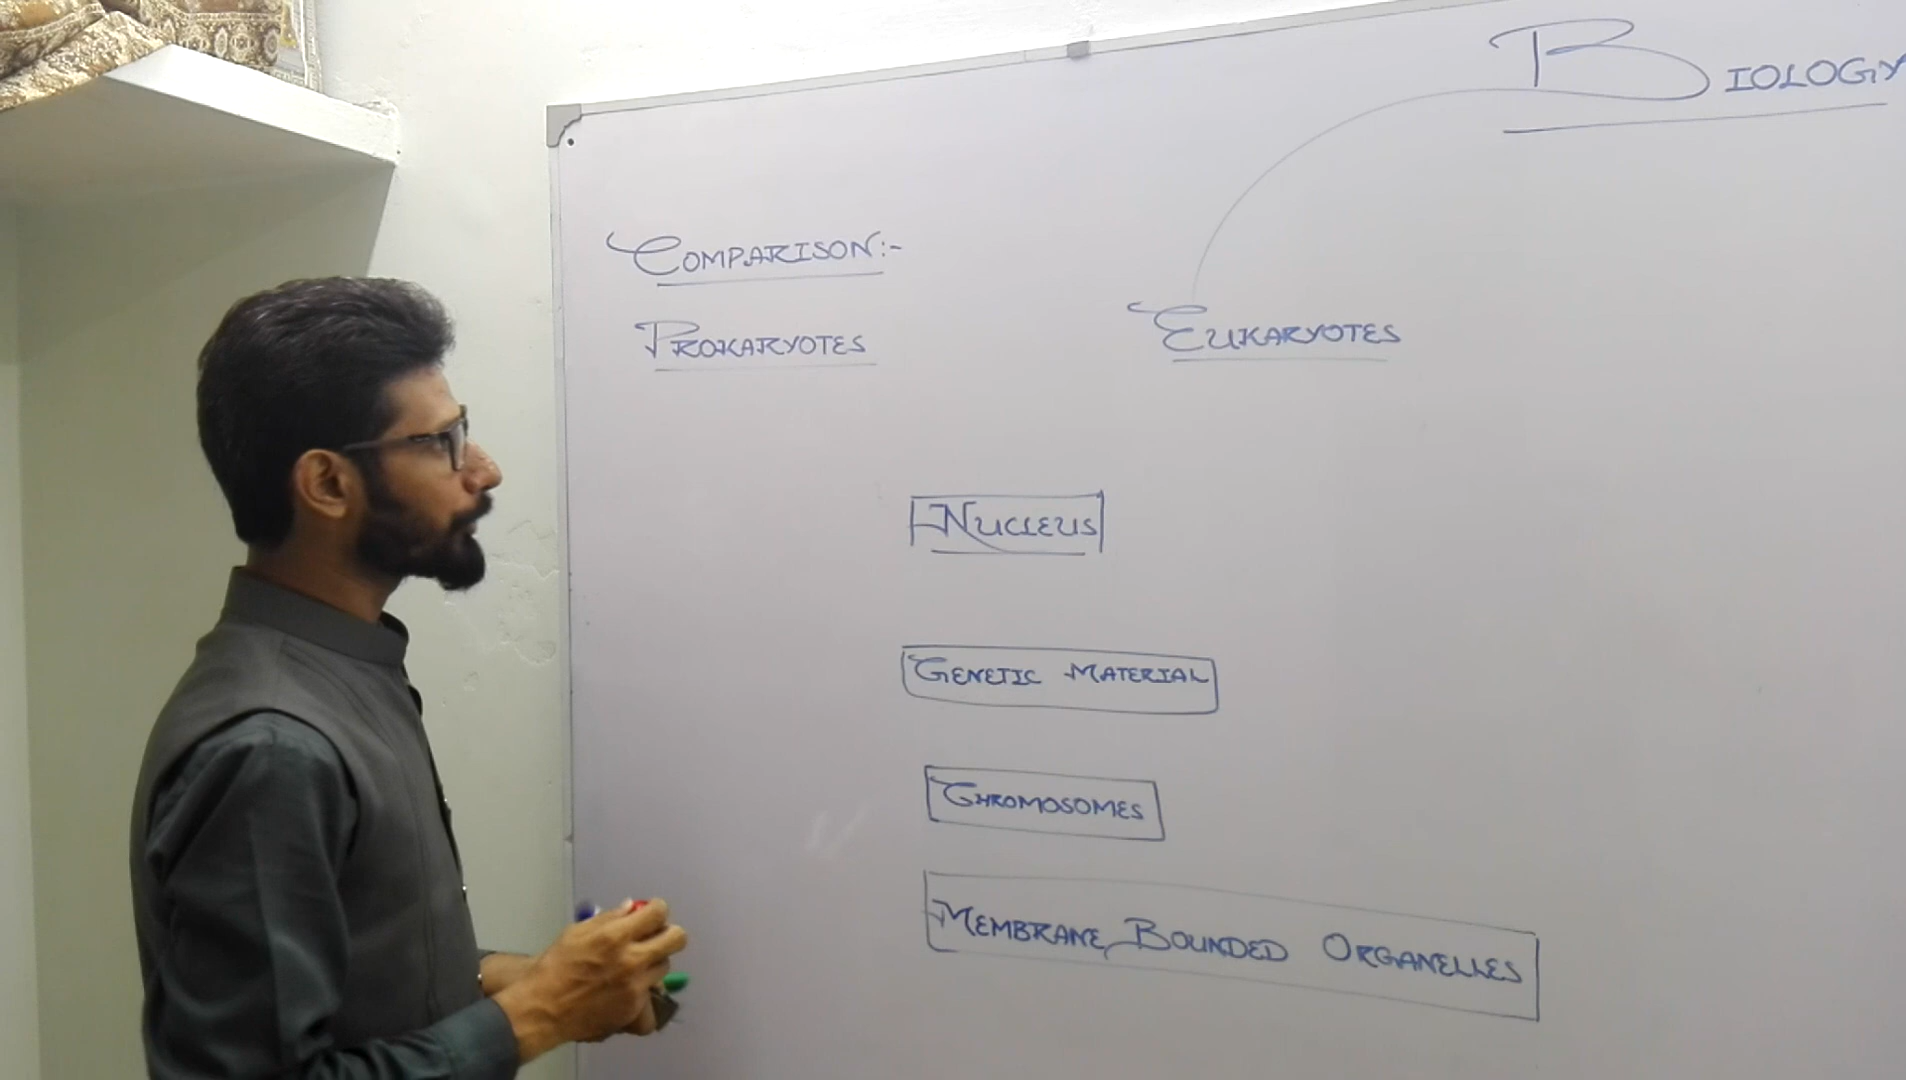 BIOLOGY
COMPARISON:-
PROKARYOTES
EUKARYOTES
NUCLEUS
GENETIC MATERIAL
CHROMOSOMES
MEMBRANE BOUNDED ORGANELLES